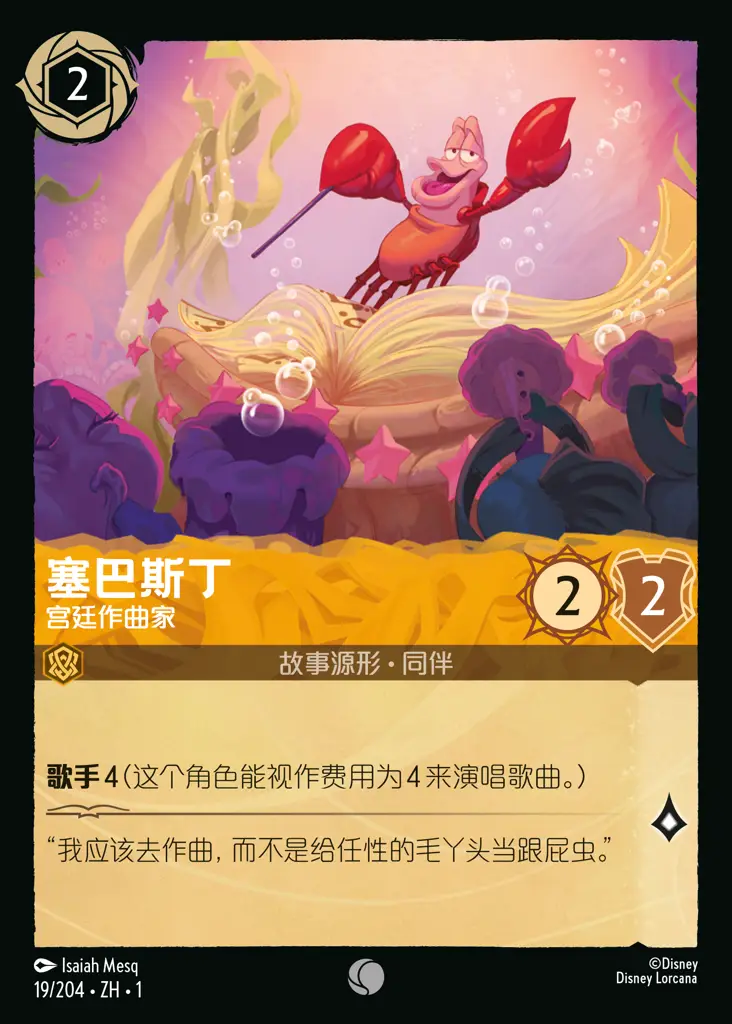 2
塞巴斯丁
宫廷作曲家
2
2
故事源形 · 同伴
歌手 4 (这个角色能视作费用为 4 来演唱歌曲。)
“我应该去作曲, 而不是给任性的毛丫头当跟屁虫。”
Isaiah Mesq
©Disney
19/204 • ZH • 1
Disney Lorcana